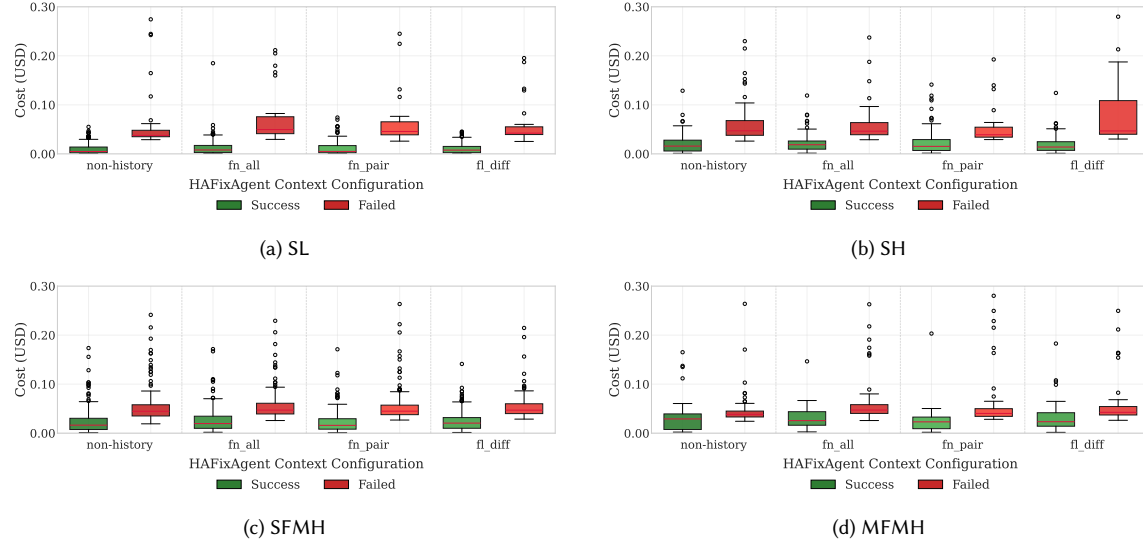 0.30
0.20
0.10
0.00
Cost (USD)
non-history fn_all fn_pair fl_diff
HAFixAgent Context Configuration
Success Failed
(a) SL
0.30
0.20
0.10
0.00
Cost (USD)
non-history fn_all fn_pair fl_diff
HAFixAgent Context Configuration
Success Failed
(b) SH
0.30
0.20
0.10
0.00
Cost (USD)
non-history fn_all fn_pair fl_diff
HAFixAgent Context Configuration
Success Failed
(c) SFMH
0.30
0.20
0.10
0.00
Cost (USD)
non-history fn_all fn_pair fl_diff
HAFixAgent Context Configuration
Success Failed
(d) MFMH